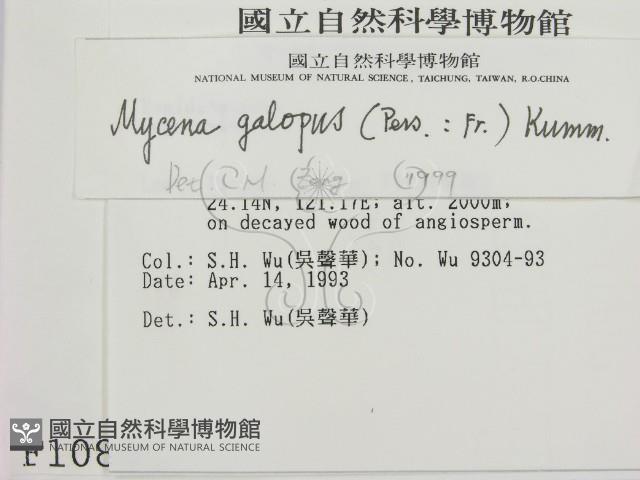 國立自然科學博物館
國立自然科學博物館
NATIONAL MUSEUM OF NATURAL SCIENCE, TAICHUNG, TAIWAN, R.O.CHINA
Mycena galopus (Pers. : Fr.) Kumm.
Det. C M 1999
24.14N, 121.17E; alt. 2000m,
on decayed wood of angiosperm.
Col.: S.H. Wu(吳聲華); No. Wu 9304-93
Date: Apr. 14, 1993
Det.: S.H. Wu(吳聲華)
國立自然科學博物館
NATIONAL MUSEUM OF NATURAL SCIENCE
F108